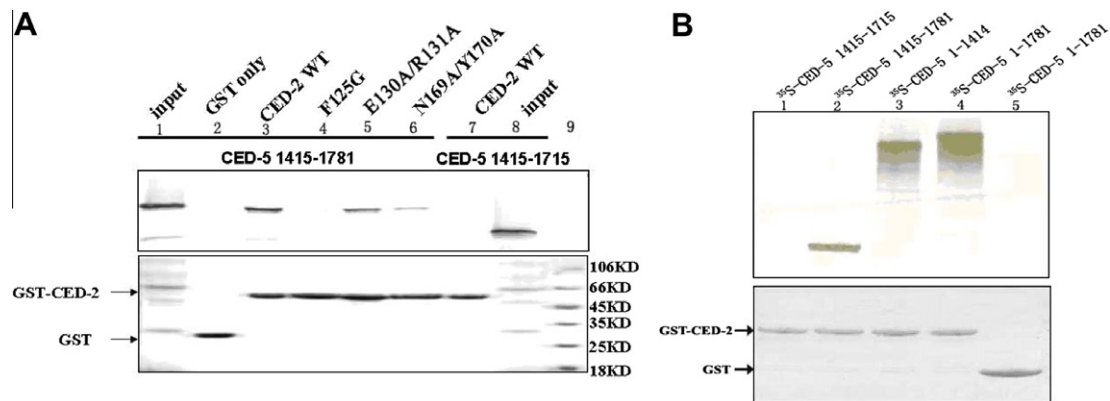 A
input
GST only
CED-2 WT
F125G
E130A/R131A
N169A/Y170A
CED-2 WT
input
1 2 3 4 5 6 7 8 9
CED-5 1415-1781 CED-5 1415-1715
106KD
66KD
45KD
35KD
25KD
18KD
GST-CED-2
GST
B
35S-CED-5 1415-1715
35S-CED-5 1415-1781
35S-CED-5 1-1414
35S-CED-5 1-1781
35S-CED-5 1-1781
1 2 3 4 5
GST-CED-2
GST